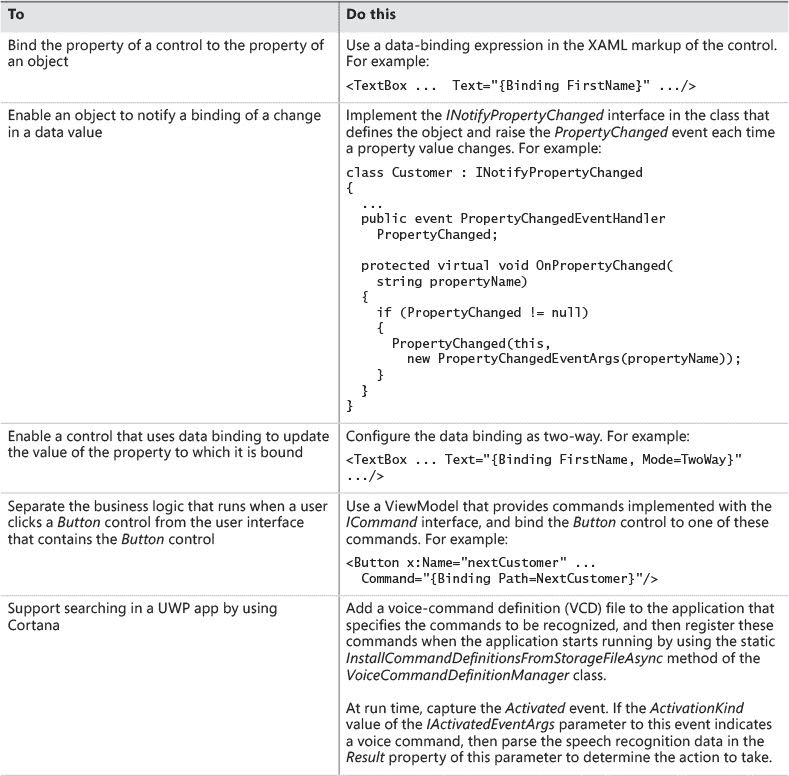 To
Do this
Bind the property of a control to the property of
an object
Use a data-binding expression in the XAML markup of the control.
For example:
<TextBox ...  Text="{Binding FirstName}" .../>
Enable an object to notify a binding of a change
in a data value
Implement the INotifyPropertyChanged interface in the class that
defines the object and raise the PropertyChanged event each time
a property value changes. For example:
class Customer : INotifyPropertyChanged
{
  ...
  public event PropertyChangedEventHandler
    PropertyChanged;
  protected virtual void OnPropertyChanged(
    string propertyName)
  {
    if (PropertyChanged != null)
    {
      PropertyChanged(this,
        new PropertyChangedEventArgs(propertyName));
    }
  }
}
Enable a control that uses data binding to update
the value of the property to which it is bound
Configure the data binding as two-way. For example:
<TextBox ... Text="{Binding FirstName, Mode=TwoWay}"
.../>
Separate the business logic that runs when a user
clicks a Button control from the user interface
that contains the Button control
Use a ViewModel that provides commands implemented with the
ICommand interface, and bind the Button control to one of these
commands. For example:
<Button x:Name="nextCustomer" ...
  Command="{Binding Path=NextCustomer}"/>
Support searching in a UWP app by using
Cortana
Add a voice-command definition (VCD) file to the application that
specifies the commands to be recognized, and then register these
commands when the application starts running by using the static
InstallCommandDefinitionsFromStorageFileAsync method of the
VoiceCommandDefinitionManager class.
At run time, capture the Activated event. If the ActivationKind
value of the IActivatedEventArgs parameter to this event indicates
a voice command, then parse the speech recognition data in the
Result property of this parameter to determine the action to take.